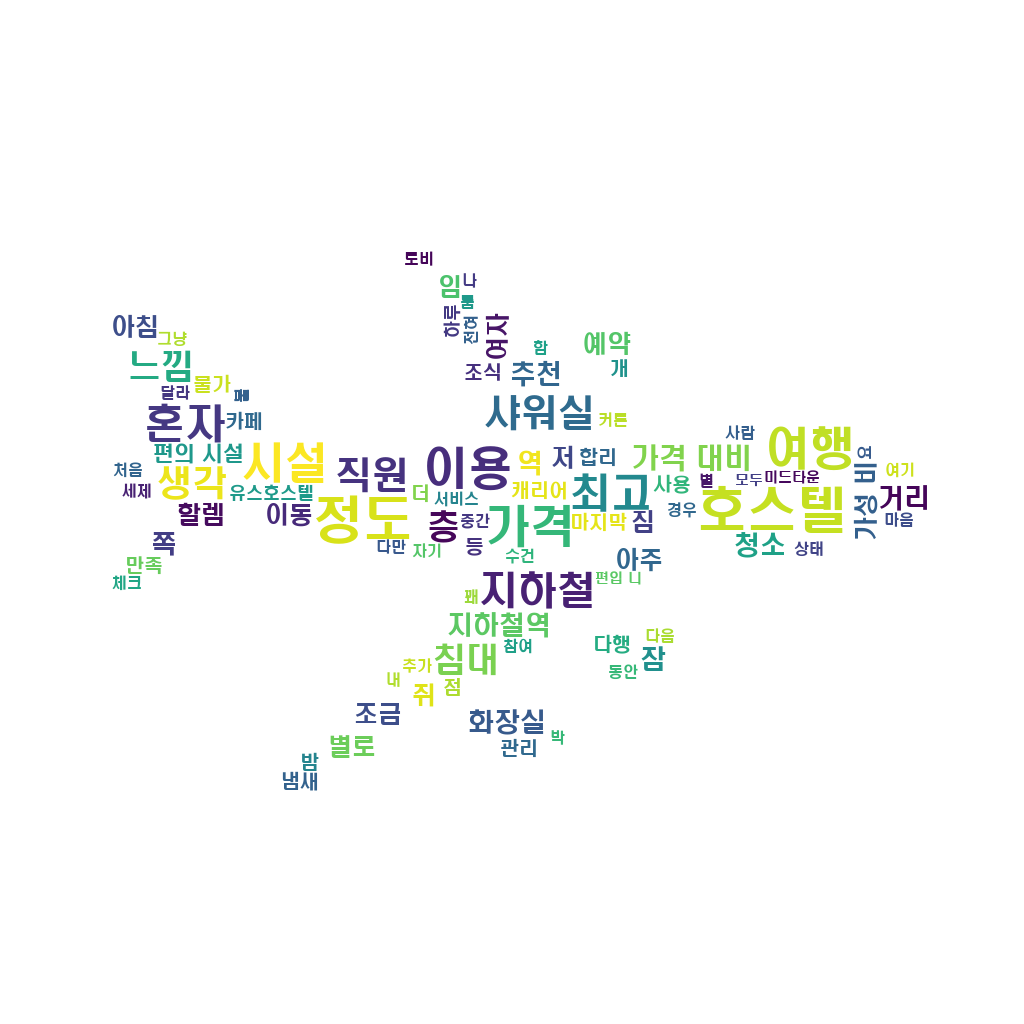 토비
임
나
룸
하루
전혀
여자
아침
그냥
함
예약
느낌
조식
추천
개
물가
달라
페
혼자
카페
샤워실
커튼
사람
여행
편의 시설
시설
직원
이용
역
저
합리
가격 대비
요
처음
생각
유스호스텔
더
서비스
캐리어
최고
사용
별
모두
미드타운
여기
세제
할렘
이동
정도
층
중간
가격
마지막
짐
경우
호스텔
가성 비
거리
마음
쪽
다만
자기
등
수건
아주
청소
상태
만족
체크
꽤
지하철
편입 니
지하철역
참여
다행
다음
침대
잠
추가
동안
내
쥐
점
조금
화장실
박
별로
관리
밤
냄새